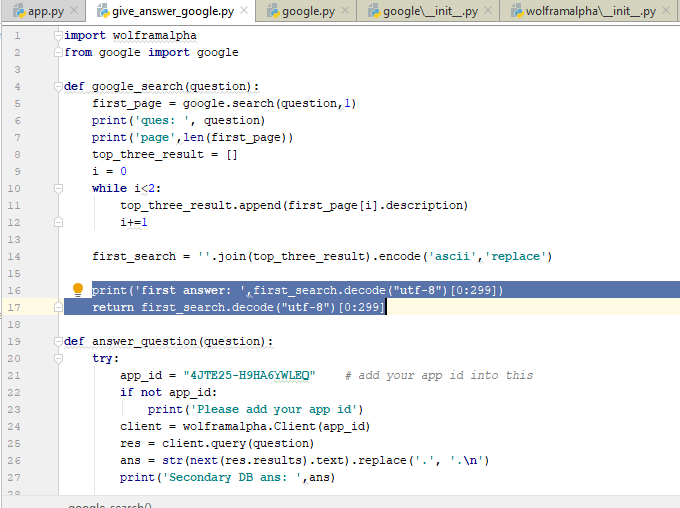 app.py × give_answer_google.py × google.py × google\__init__.py × wolframalpha\__init__.py ×
1 import wolframalpha
2 from google import google
3
4 def google_search(question):
5 first_page = google.search(question,1)
6 print('ques: ', question)
7 print('page',len(first_page))
8 top_three_result = []
9 i = 0
10 while i<2:
11 top_three_result.append(first_page[i].description)
12 i+=1
13
14 first_search = ''.join(top_three_result).encode('ascii','replace')
15
16 print('first answer: ',first_search.decode("utf-8")[0:299])
17 return first_search.decode("utf-8")[0:299]
18
19 def answer_question(question):
20 try:
21 app_id = "4JTE25-H9HA6YWLEQ" # add your app id into this
22 if not app_id:
23 print('Please add your app id')
24 client = wolframalpha.Client(app_id)
25 res = client.query(question)
26 ans = str(next(res.results).text).replace('.', '.\n')
27 print('Secondary DB ans: ',ans)
28
google_search()